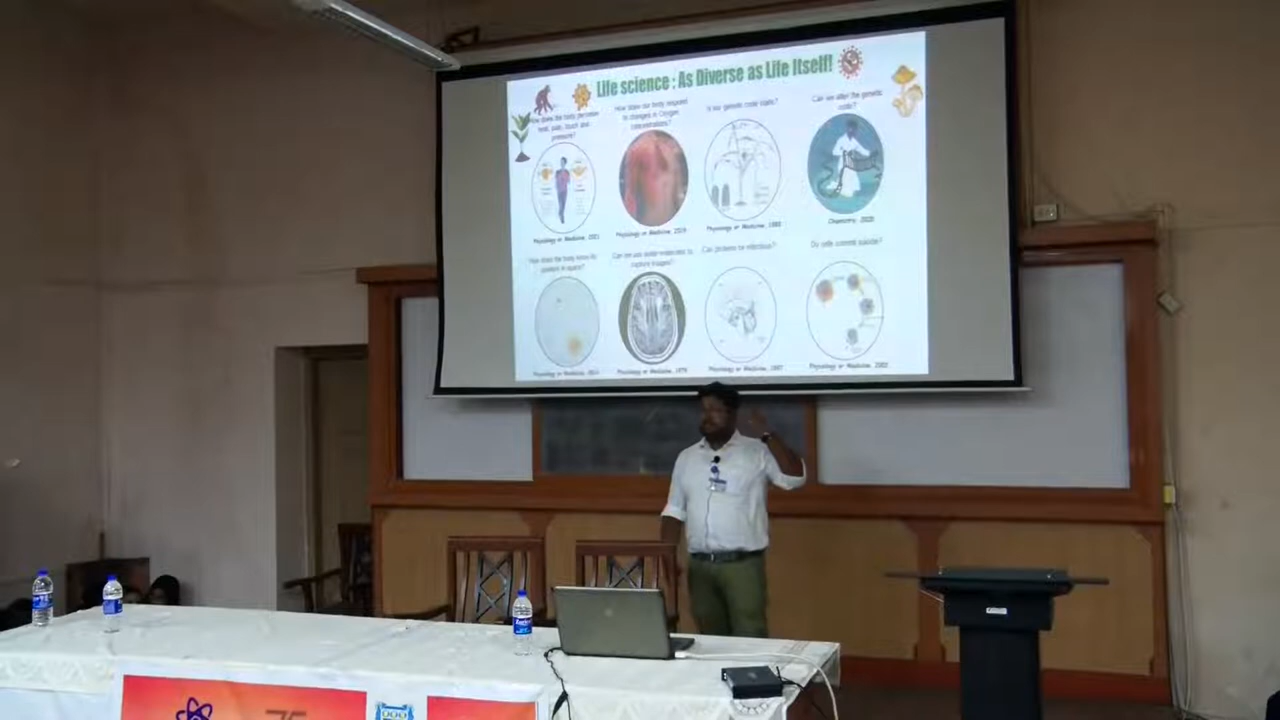 Life science : As Diverse as Life Itself!
How does the body perceive
heat, pain, touch and
pressure?
How does our body respond
to changes in Oxygen
concentrations?
Is our genetic code static?
Can we alter the genetic
code?
Physiology or Medicine, 2021
Physiology or Medicine, 2019
Physiology or Medicine, 1983
Chemistry, 2020
How does the body know its
position in space?
Can we use water molecules to
capture images?
Can proteins be infectious?
Do cells commit suicide?
Physiology or Medicine, 2014
Physiology or Medicine,
Physiology or Medicine, 1997
Physiology or Medicine, 2002
75